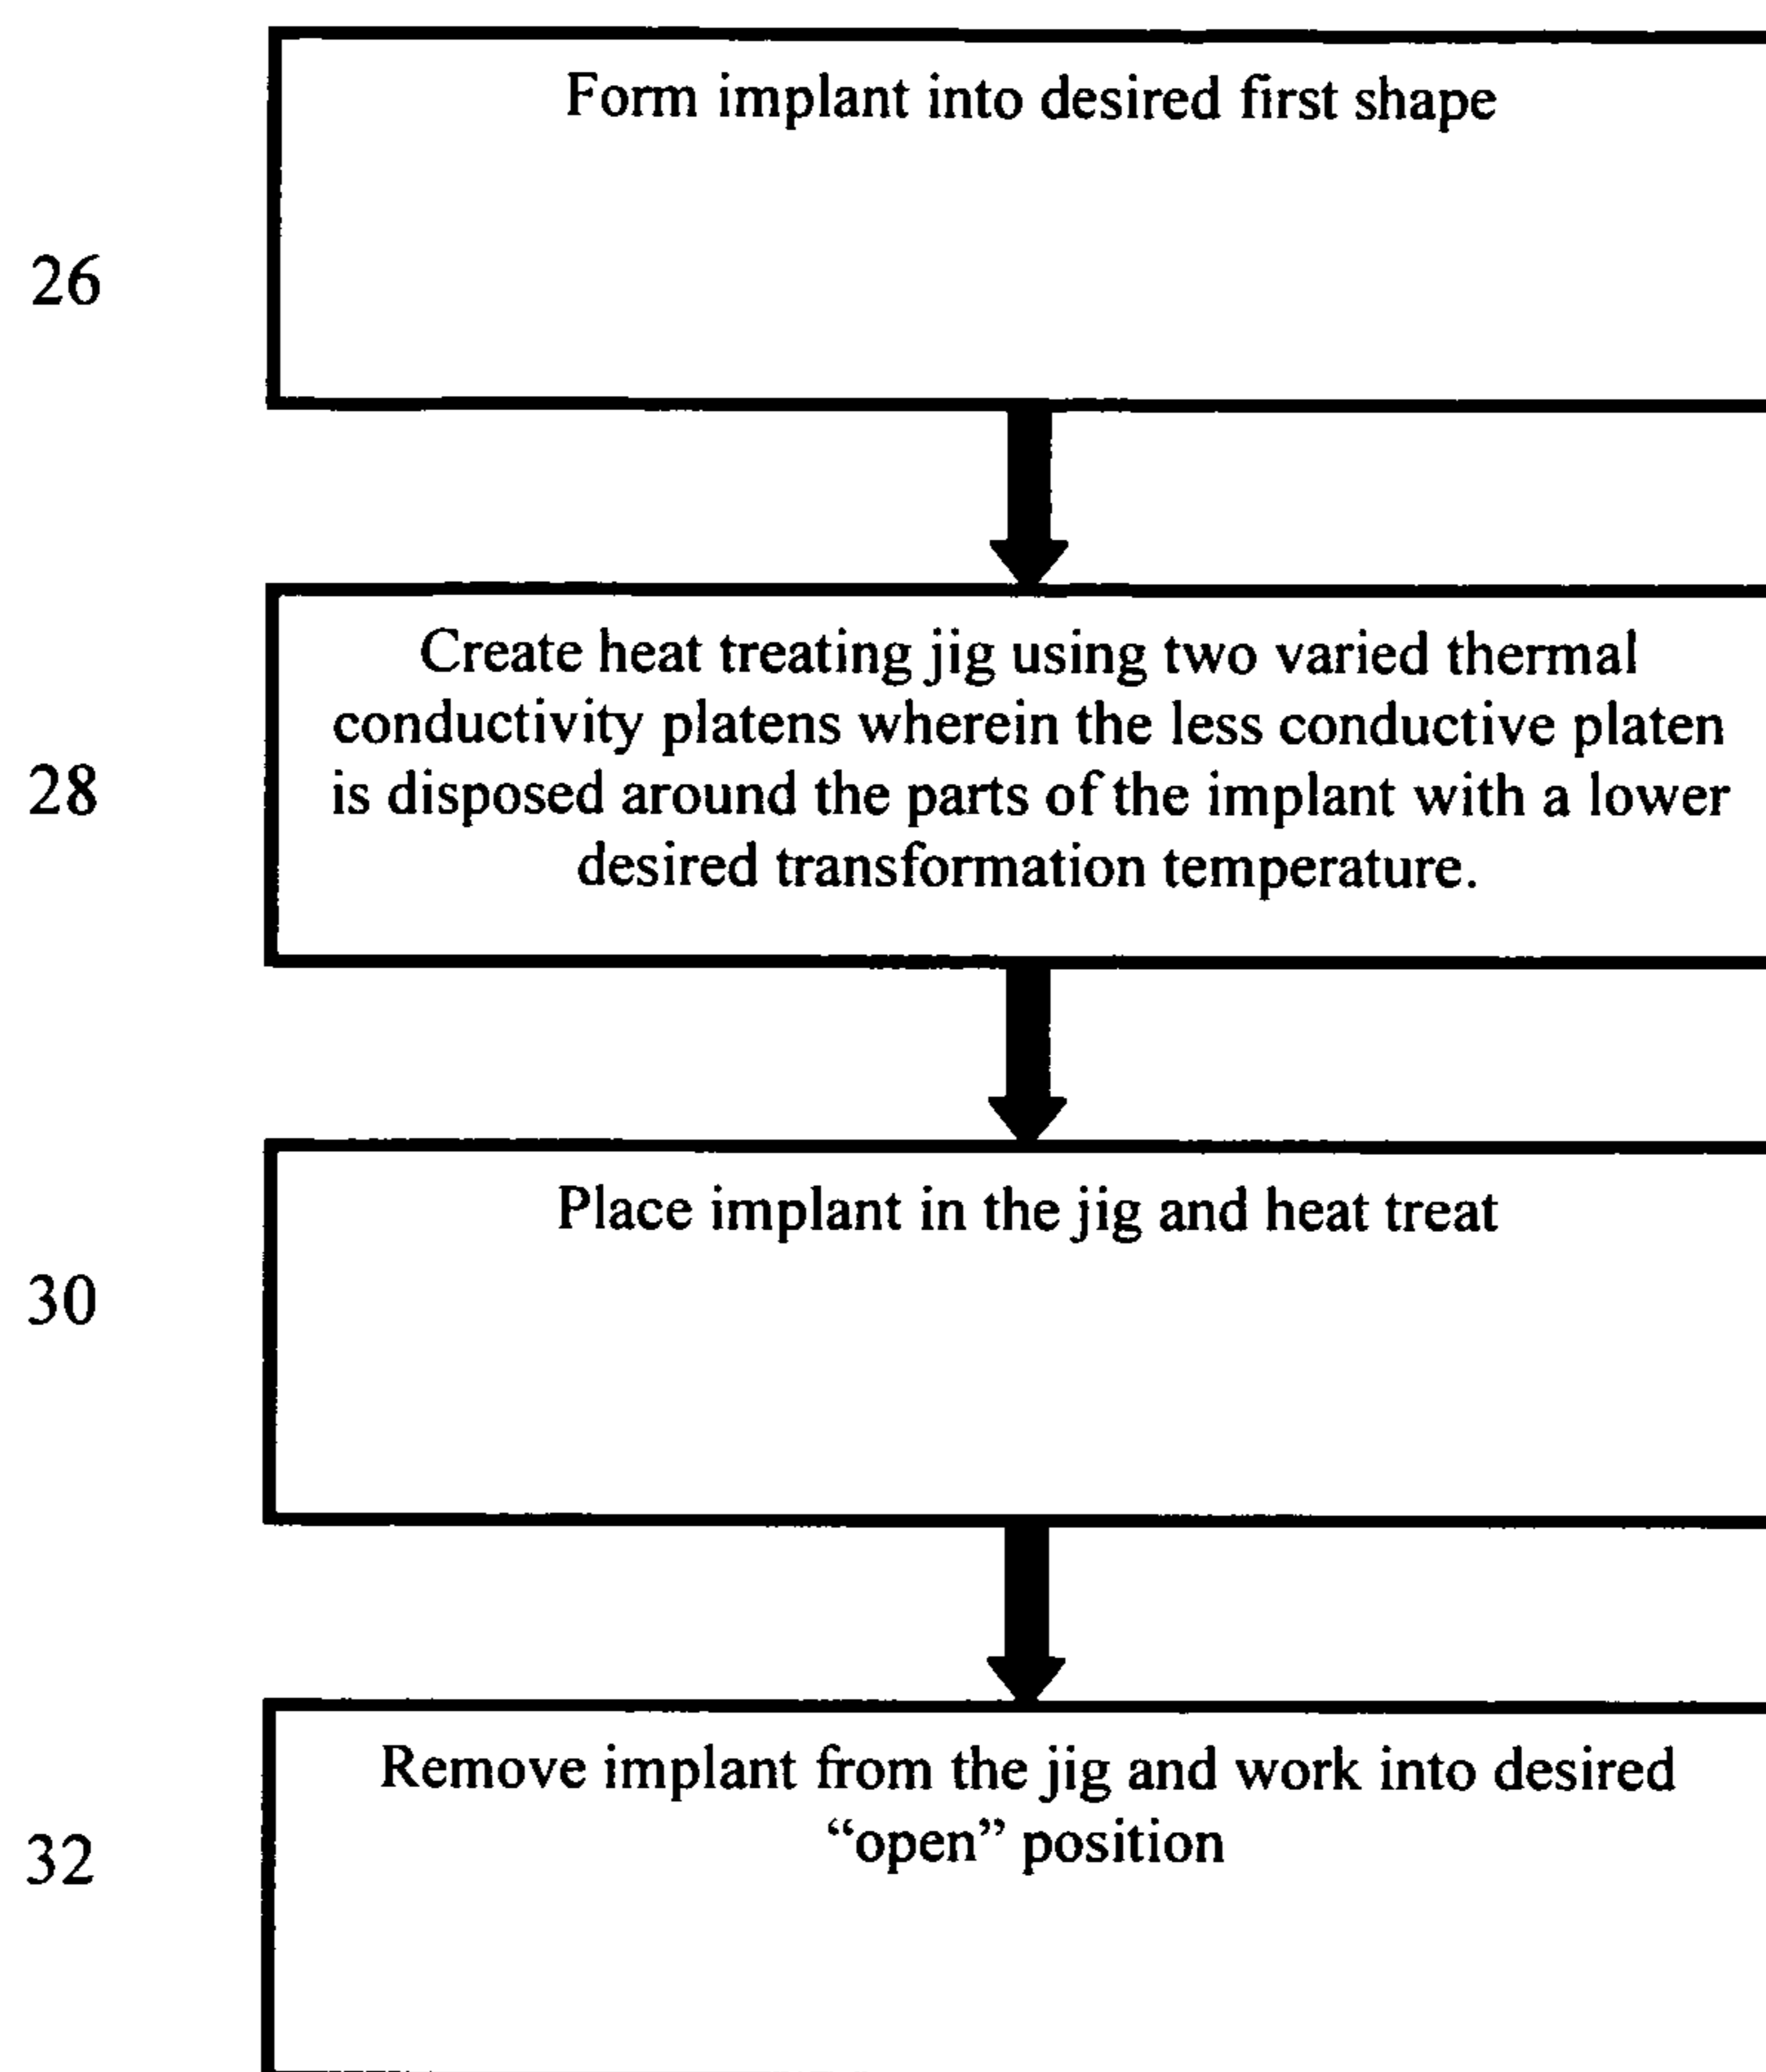 Form implant into desired first shape
26
Create heat treating jig using two varied thermal
conductivity platens wherein the less conductive platen
is disposed around the parts of the implant with a lower
desired transformation temperature.
28
Place implant in the jig and heat treat
30
Remove implant from the jig and work into desired
“open” position
32